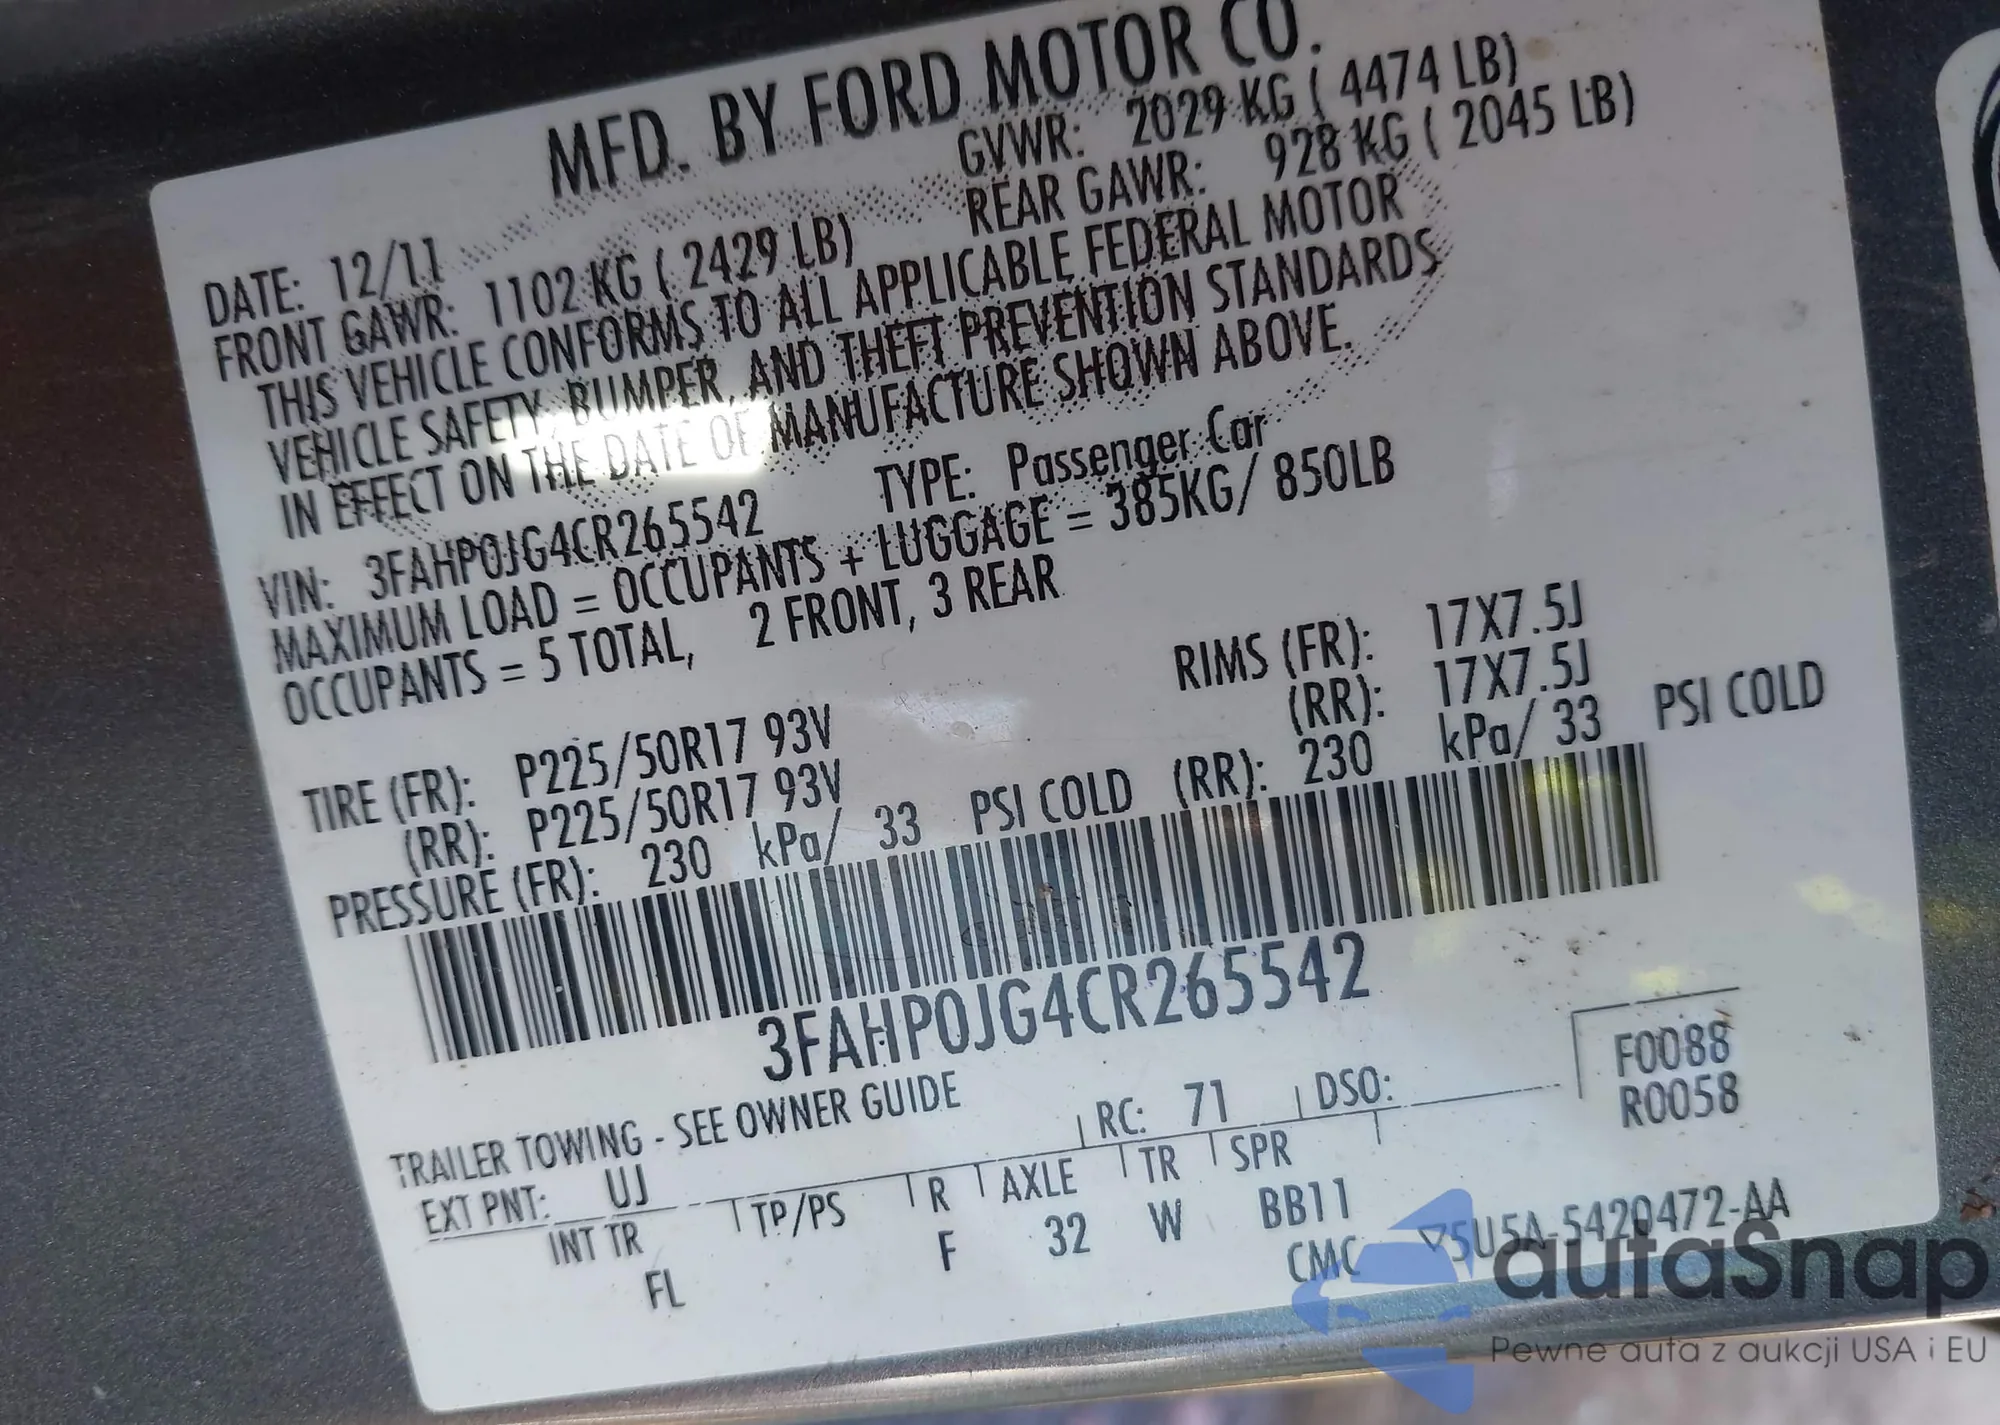 MFD. BY FORD MOTOR CO.
DATE: 12/11 GVWR: 2029 KG ( 4474 LB)
FRONT GAWR: 1102 KG ( 2429 LB) REAR GAWR: 928 KG ( 2045 LB)
THIS VEHICLE CONFORMS TO ALL APPLICABLE FEDERAL MOTOR
VEHICLE SAFETY, BUMPER, AND THEFT PREVENTION STANDARDS
IN EFFECT ON THE DATE OF MANUFACTURE SHOWN ABOVE.
VIN: 3FAHP0JG4CR265542 TYPE: Passenger Car
MAXIMUM LOAD = OCCUPANTS + LUGGAGE = 385KG/ 850LB
OCCUPANTS = 5 TOTAL, 2 FRONT, 3 REAR
TIRE (FR): P225/50R17 93V RIMS (FR): 17X7.5J
(RR): P225/50R17 93V (RR): 17X7.5J
PRESSURE (FR): 230 kPa/ 33 PSI COLD (RR): 230 kPa/ 33 PSI COLD
3FAHP0JG4CR265542
TRAILER TOWING - SEE OWNER GUIDE
F0088
R0058
EXT PNT: UJ RC: 71 DSO:
INT TR TP/PS R AXLE TR SPR
FL F 32 W BB11
CMC ▽5U5A-5420472-AA
autaSnap
Pewne auta z aukcji USA i EU